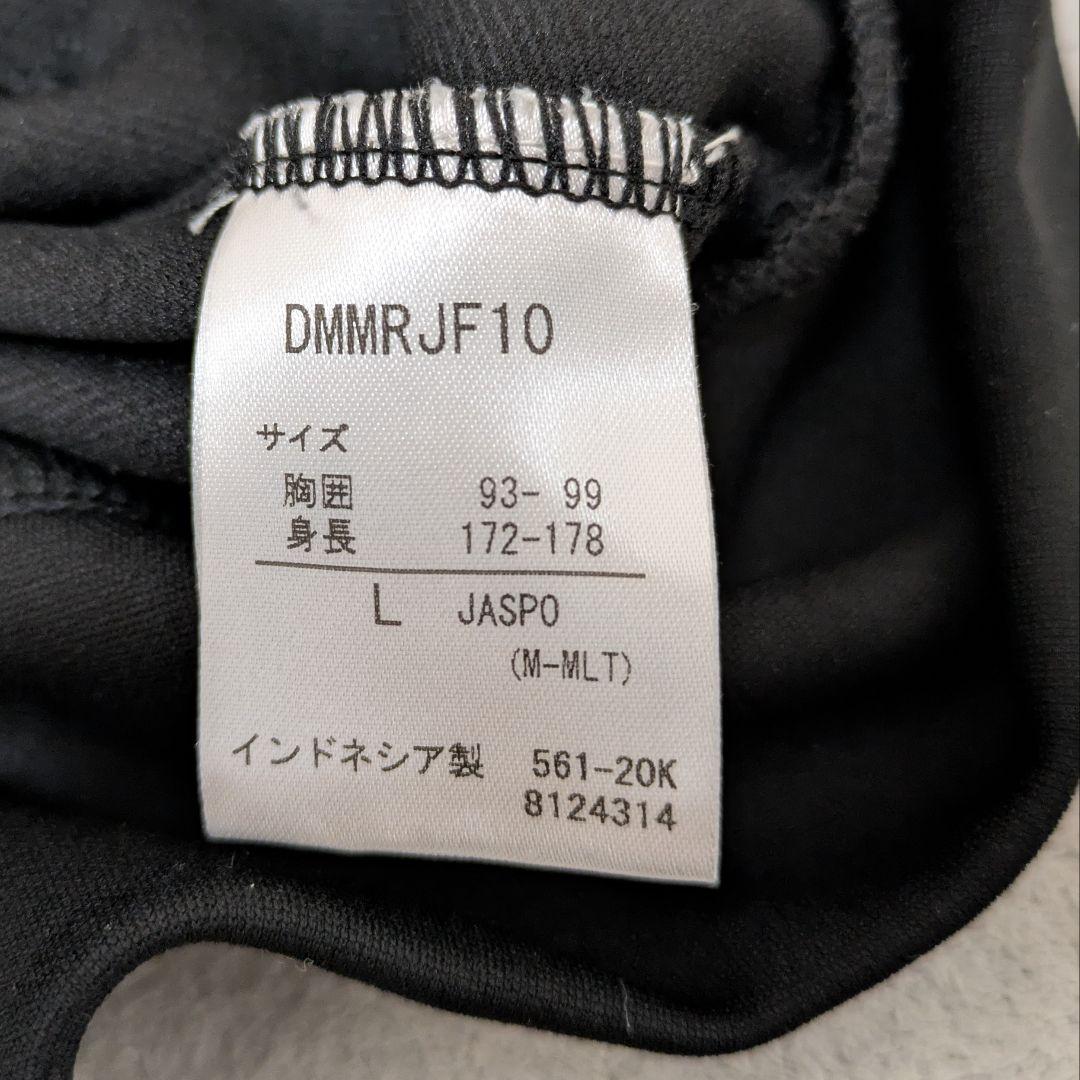 DMMRJF10
サイズ
胸囲 93- 99
身長 172-178
L JASPO
(M-MLT)
インドネシア製 561-20K
8124314